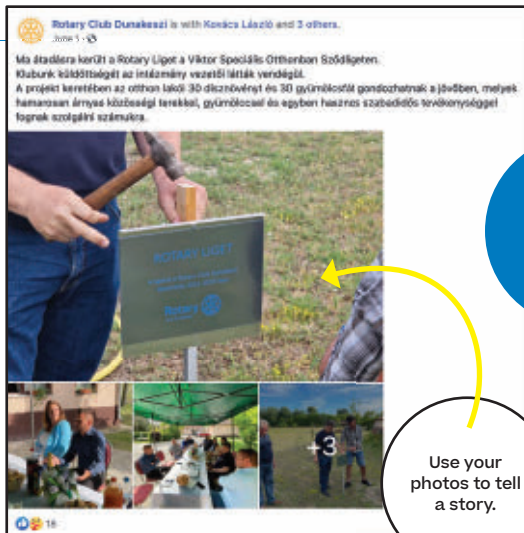 Rotary Club Dunakeszi is with Kovács László and 3 others.
June 1
Ma átadásra került a Rotary Liget a Viktor Speciális Otthonban Sződligeten.
Klubunk küldöttségét az intézmény vezetői látták vendégül.
A projekt keretében az otthon lakói 30 dísznövényt és 30 gyümölcsfát gondozhatnak a jövőben, melyek
hamarosan árnyas közösségi terekkel, gyümölccsel és egyben hasznos szabadidős tevékenységgel
fognak szolgálni számukra.
ROTARY LIGET
Rotary
+3
Use your
photos to tell
a story.
18